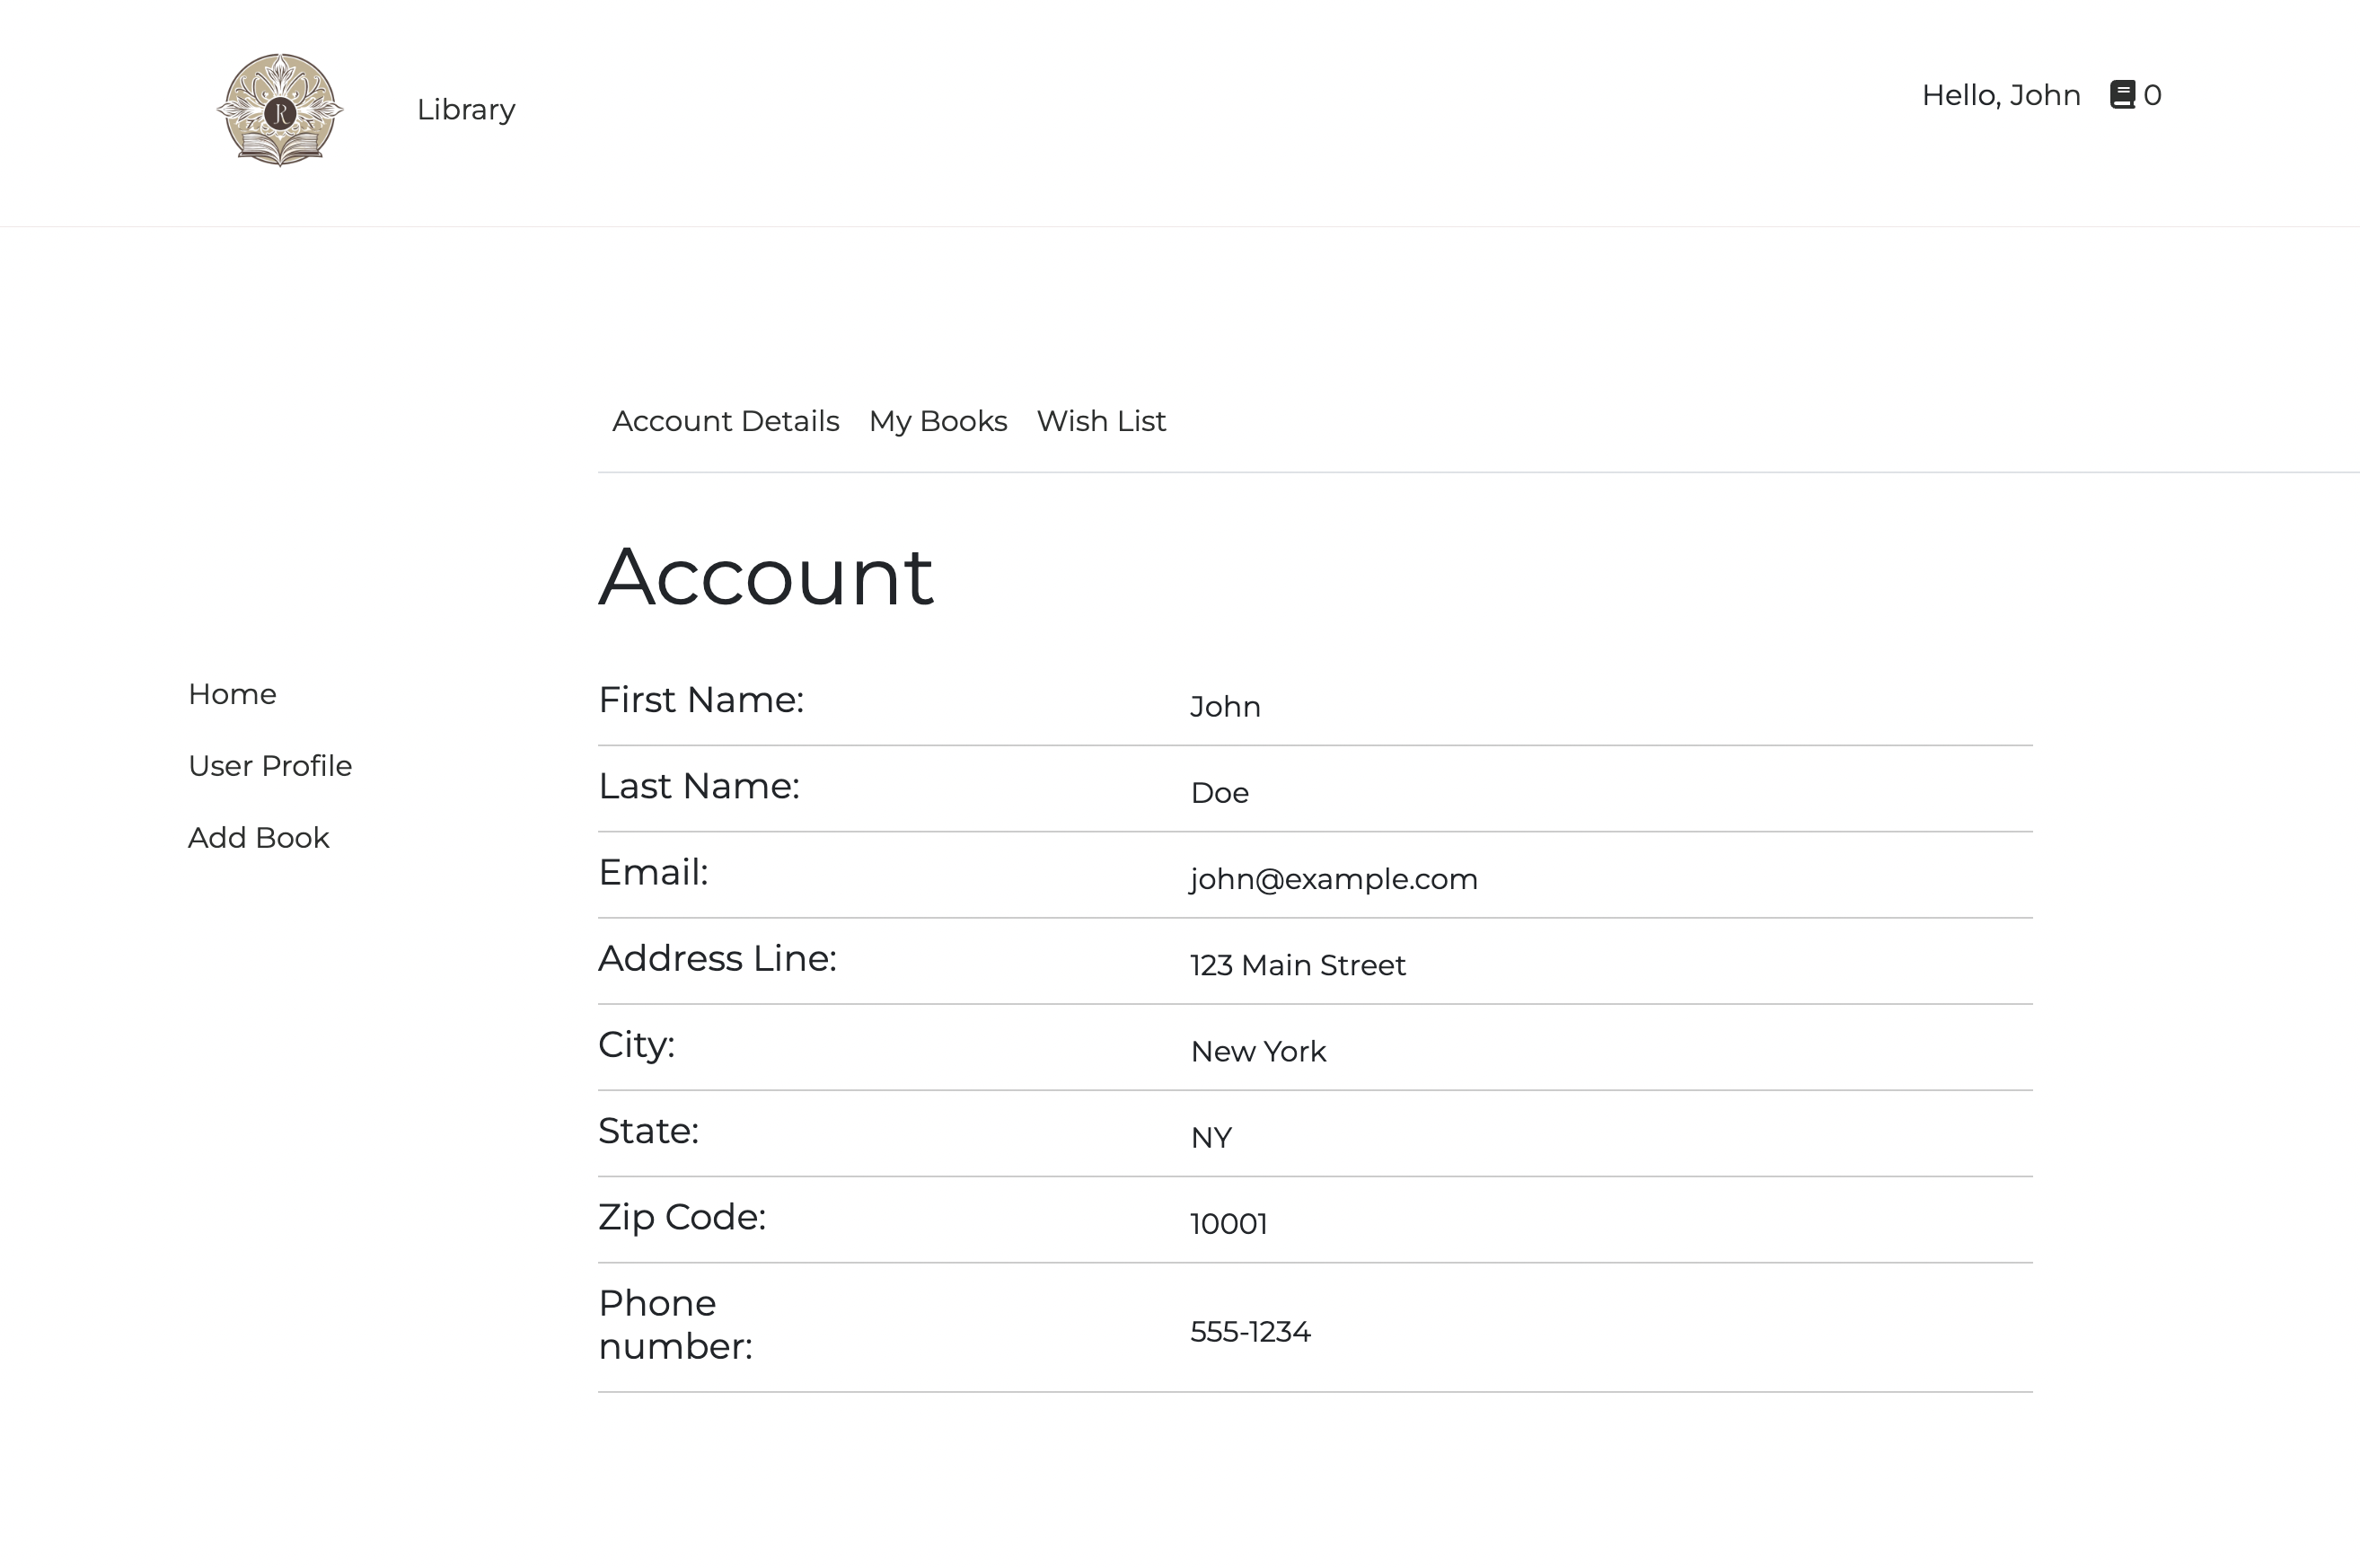 JR
Library
Hello, John
0
Account Details My Books Wish List
Account
Home
User Profile
Add Book
First Name: John
Last Name: Doe
Email: john@example.com
Address Line: 123 Main Street
City: New York
State: NY
Zip Code: 10001
Phone
number: 555-1234